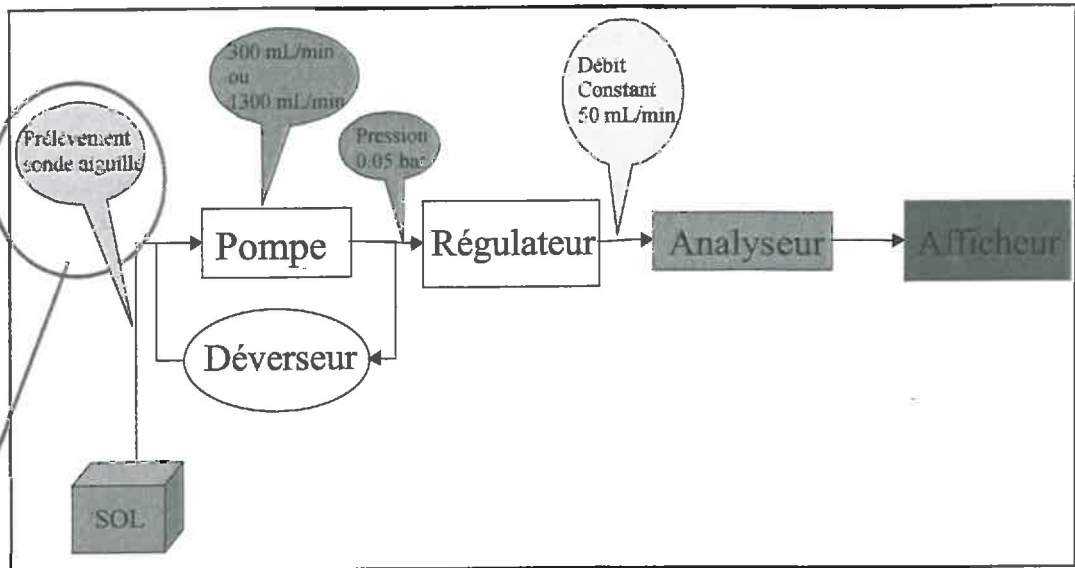 300 mL/min
ou
1300 mL/min
Débit
Constant
50 mL/min
Prélèvement
sonde aiguille
Pression
0.05 bar
Pompe
Régulateur
Analyseur
Afficheur
Déverseur
SOL